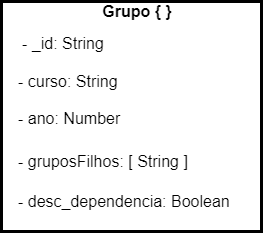 Grupo { }
- _id: String
- curso: String
- ano: Number
- gruposFilhos: [ String ]
- desc_dependencia: Boolean